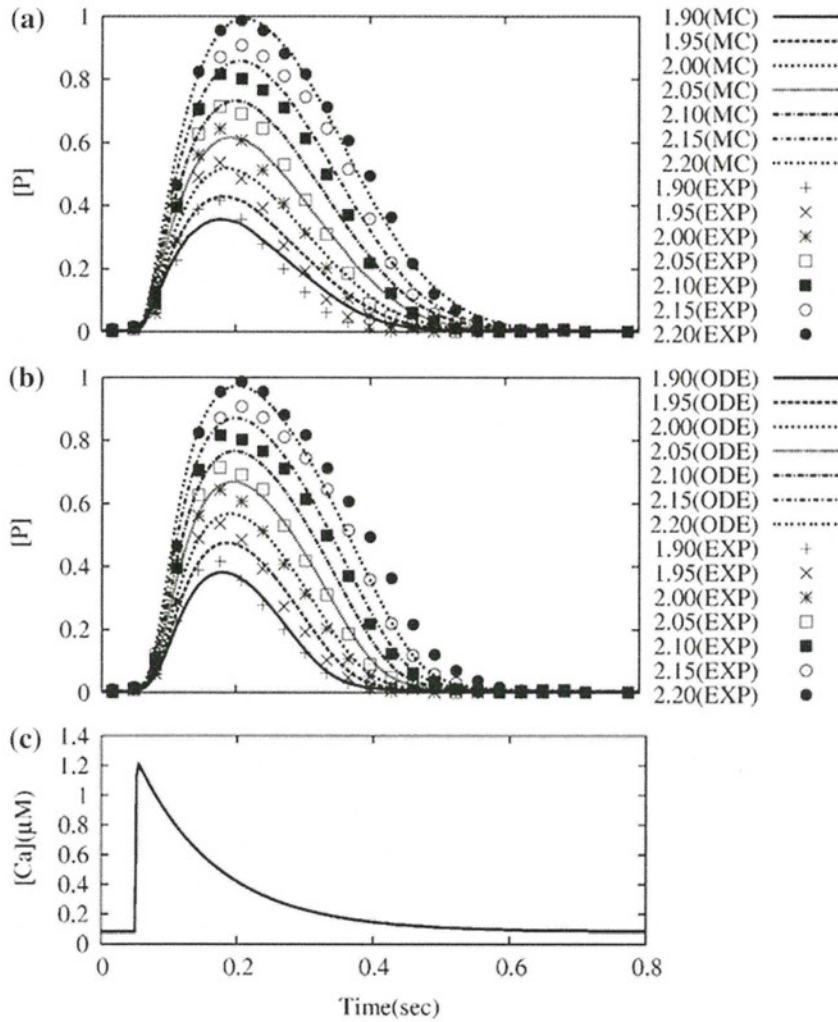 (a)
1
0.8
0.6
0.4
0.2
0
[P]
1.90(MC)
1.95(MC)
2.00(MC)
2.05(MC)
2.10(MC)
2.15(MC)
2.20(MC)
1.90(EXP)
1.95(EXP)
2.00(EXP)
2.05(EXP)
2.10(EXP)
2.15(EXP)
2.20(EXP)
(b)
1
0.8
0.6
0.4
0.2
0
[P]
1.90(ODE)
1.95(ODE)
2.00(ODE)
2.05(ODE)
2.10(ODE)
2.15(ODE)
2.20(ODE)
1.90(EXP)
1.95(EXP)
2.00(EXP)
2.05(EXP)
2.10(EXP)
2.15(EXP)
2.20(EXP)
(c)
1.4
1.2
1
0.8
0.6
0.4
0.2
0
[Ca](μM)
0 0.2 0.4 0.6 0.8
Time(sec)